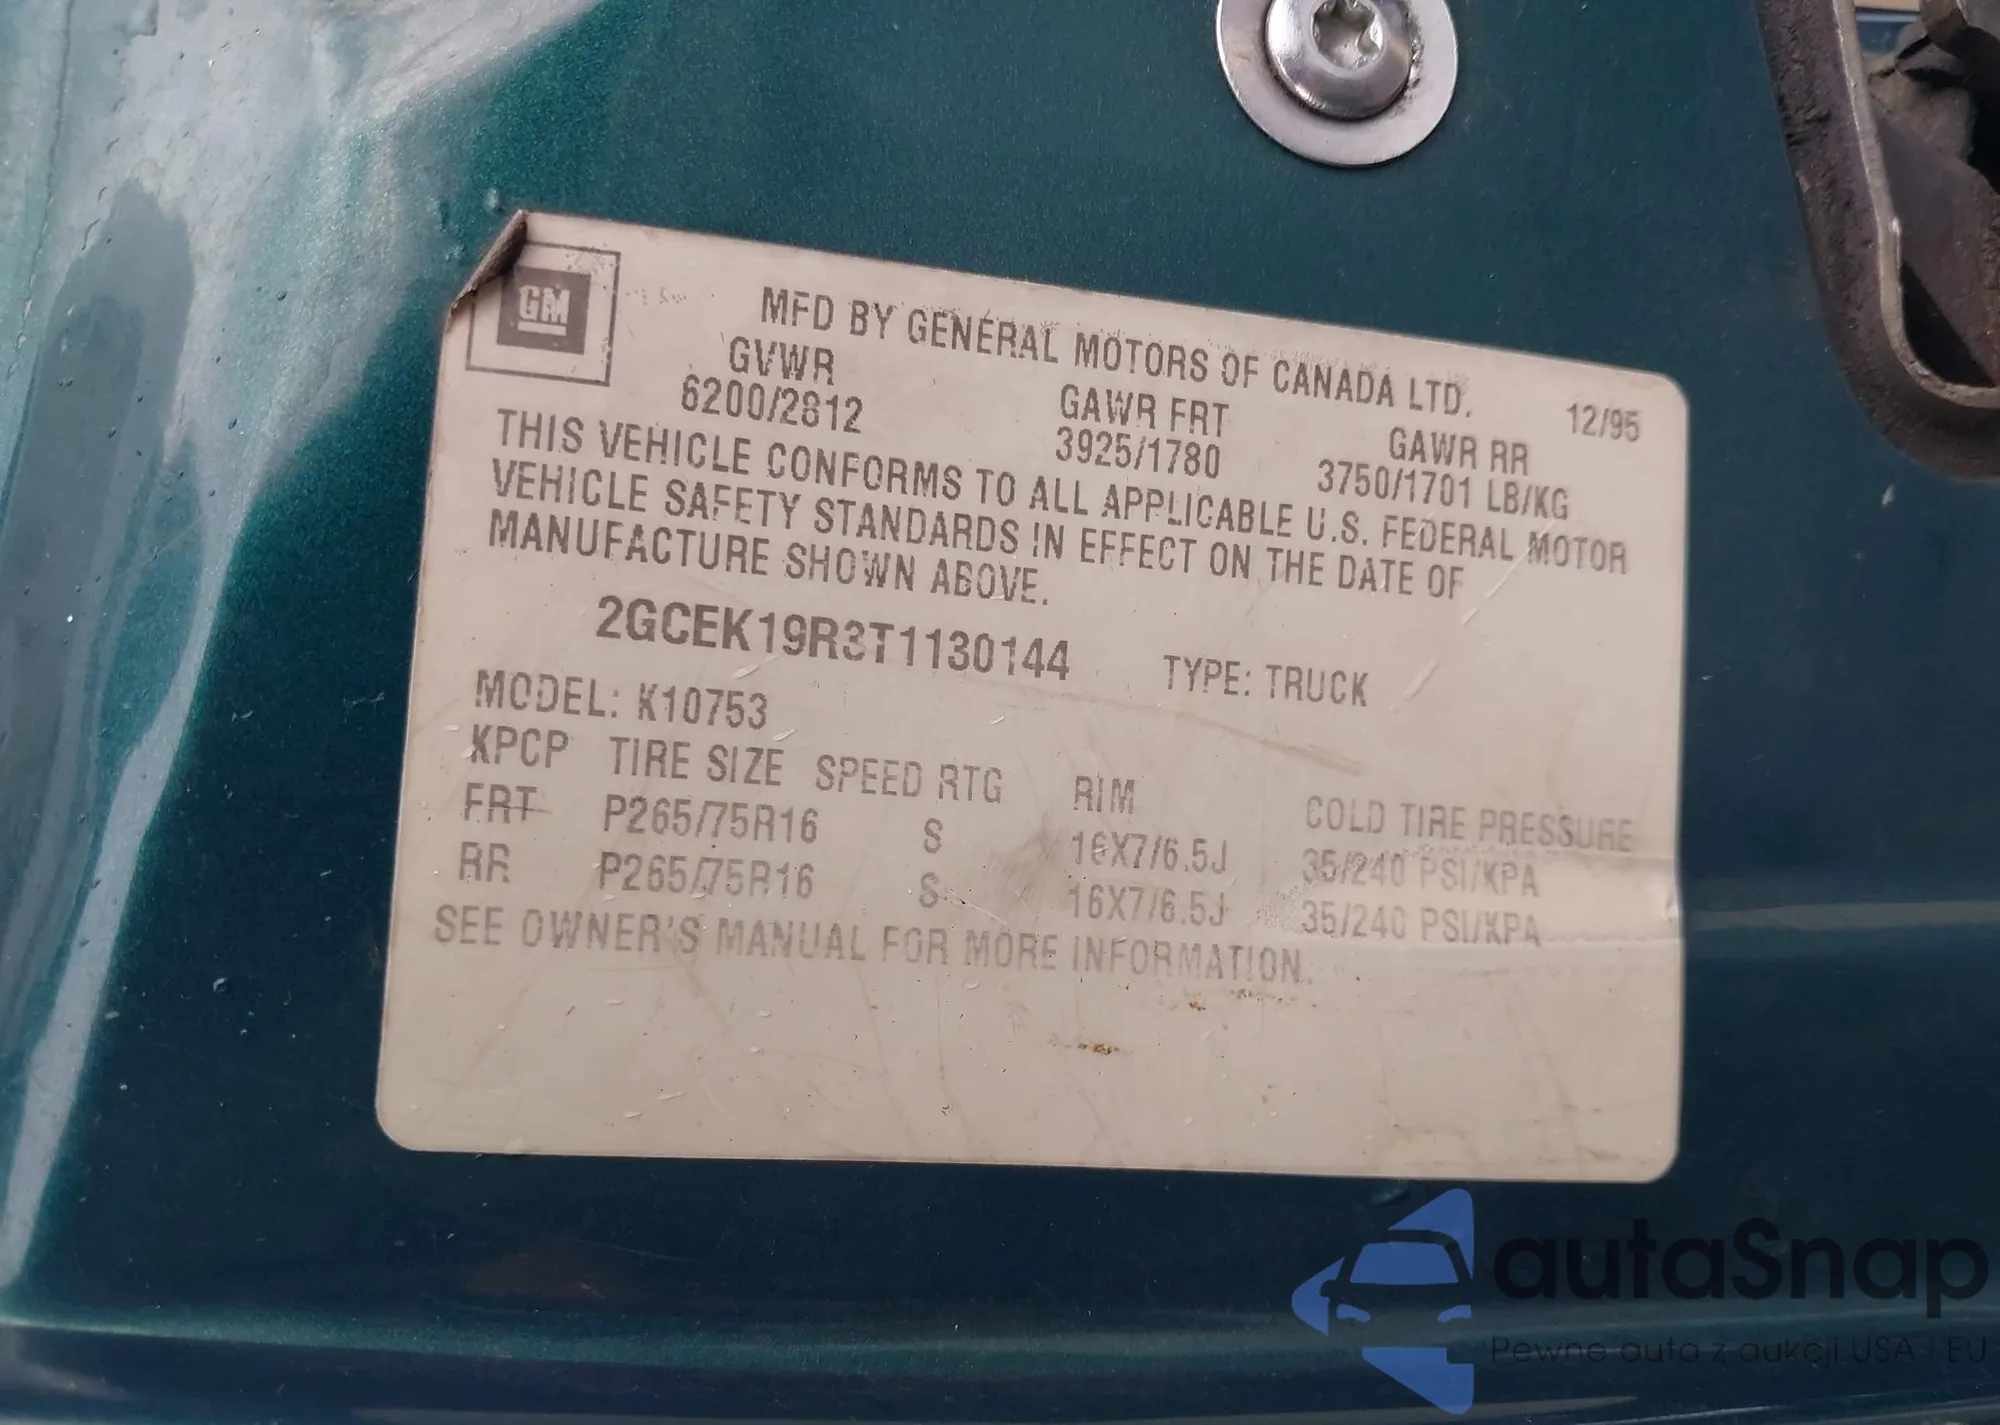 GM
MFD BY GENERAL MOTORS OF CANADA LTD.
12/95
GVWR GAWR FRT GAWR RR
6200/2812 3925/1780 3750/1701 LB/KG
THIS VEHICLE CONFORMS TO ALL APPLICABLE U.S. FEDERAL MOTOR
VEHICLE SAFETY STANDARDS IN EFFECT ON THE DATE OF
MANUFACTURE SHOWN ABOVE.
2GCEK19R3T1130144 TYPE: TRUCK
MODEL: K10753
KPCP TIRE SIZE SPEED RTG RIM COLD TIRE PRESSURE
FRT P265/75R16 S 16X7/6.5J 35/240 PSI/KPA
RR P265/75R16 S 16X7/6.5J 35/240 PSI/KPA
SEE OWNER'S MANUAL FOR MORE INFORMATION.
autaSnap
Pewne auta z aukcji USA i EU